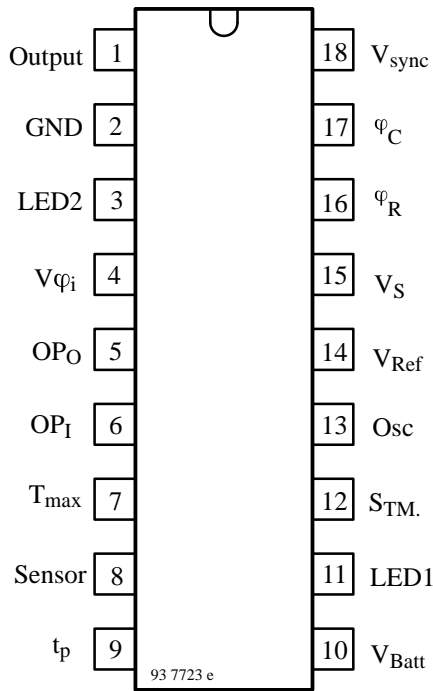 Output 1 18 Vsync
GND 2 17 φC
LED2 3 16 φR
Vφi 4 15 VS
OPO 5 14 VRef
OPI 6 13 Osc
Tmax 7 12 STM.
Sensor 8 11 LED1
tp 9 10 VBatt
93 7723 e